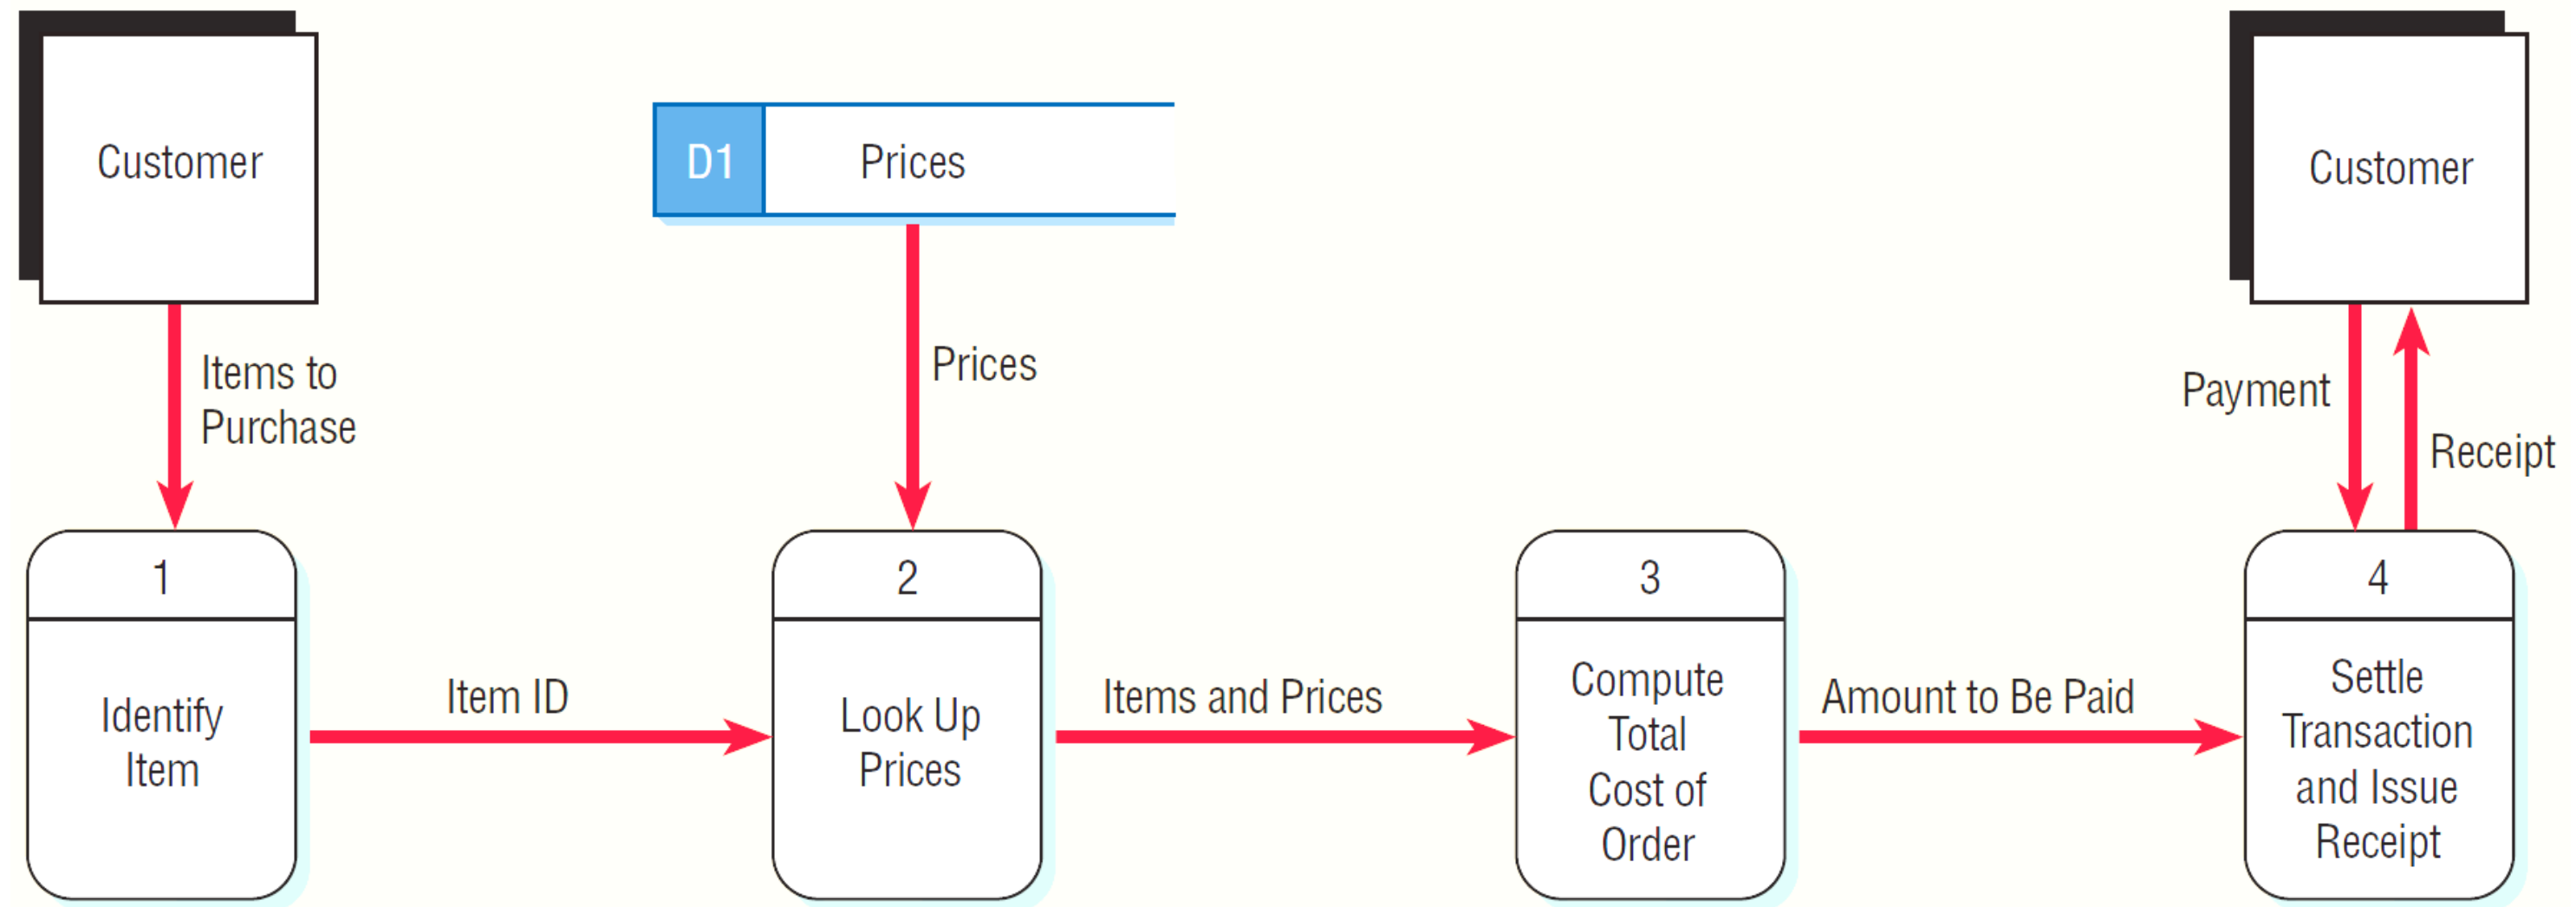 Customer
D1
Prices
Customer
Items to
Purchase
Prices
Payment
Receipt
1
Identify
Item
Item ID
2
Look Up
Prices
Items and Prices
3
Compute
Total
Cost of
Order
Amount to Be Paid
4
Settle
Transaction
and Issue
Receipt